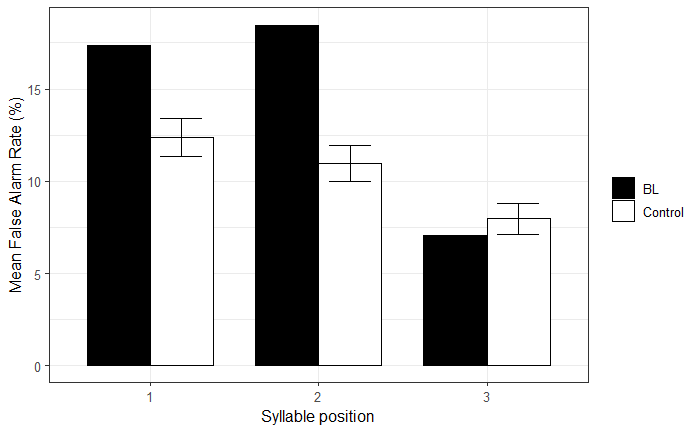 Mean False Alarm Rate (%)
15
10
5
0
1
2
3
Syllable position
BL
Control